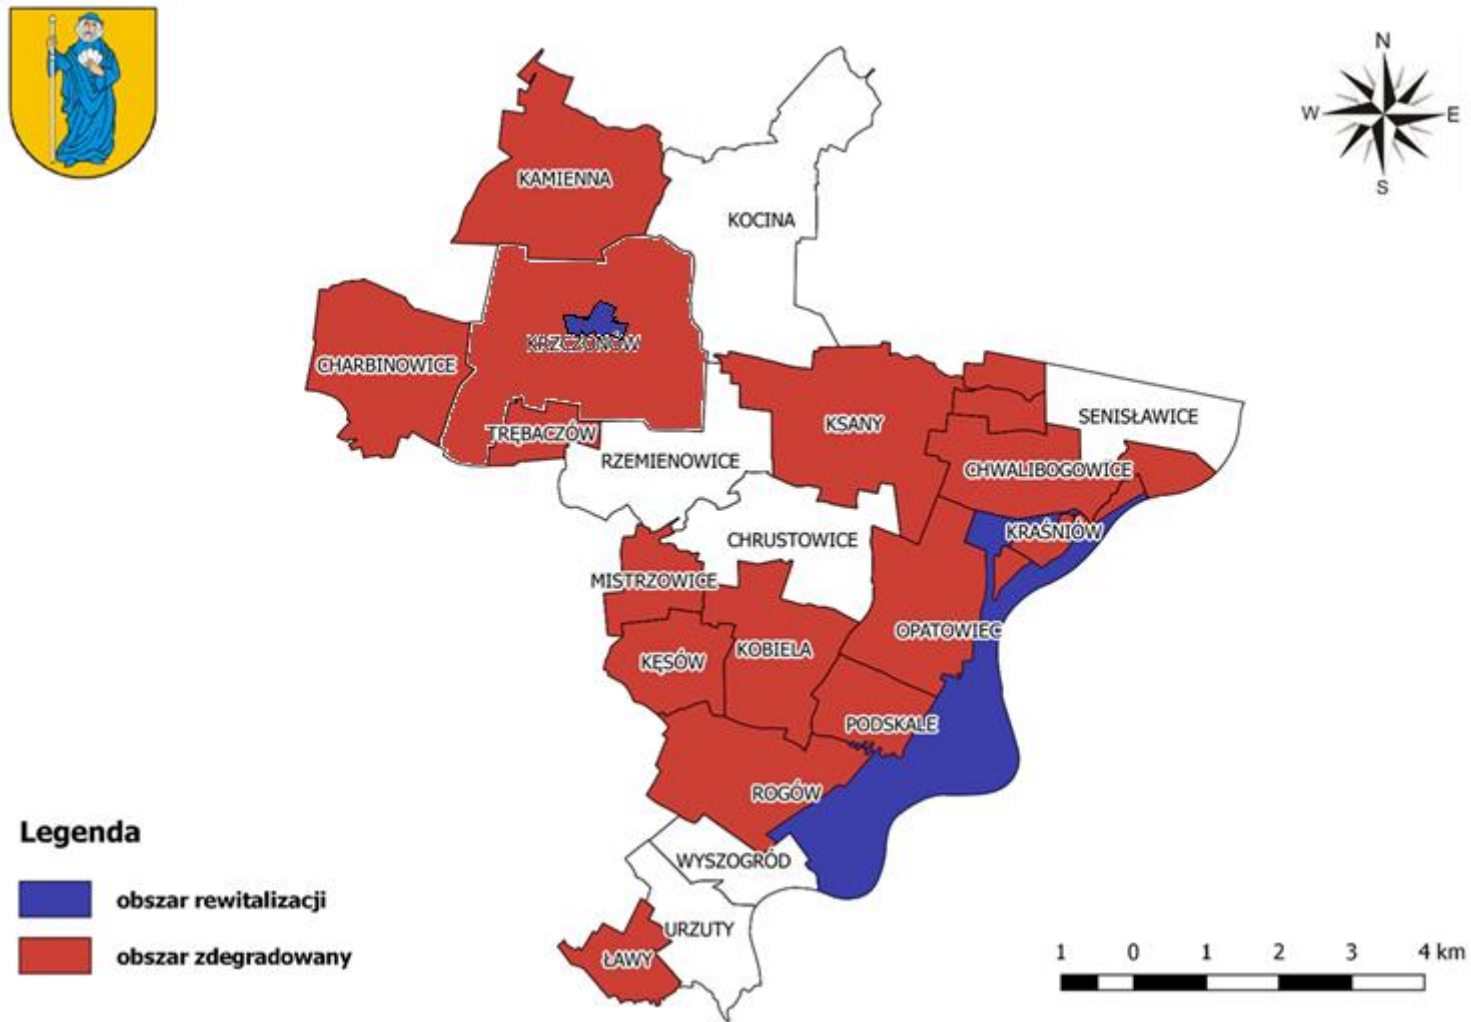 N
W E
S
KAMIENNA
KOCINA
KRZCZONÓW
CHARBINOWICE
SENISŁAWICE
KSANY
TRĘBACZÓW
RZEMIENOWICE
CHWALIBOGOWICE
KRAŚNIÓW
CHRUSTOWICE
MISTRZOWICE
OPATOWIEC
KOBIELA
KĘSÓW
PODSKALE
ROGÓW
WYSZOGRÓD
URZUTY
ŁAWY
Legenda
obszar rewitalizacji
obszar zdegradowany
1 0 1 2 3 4 km